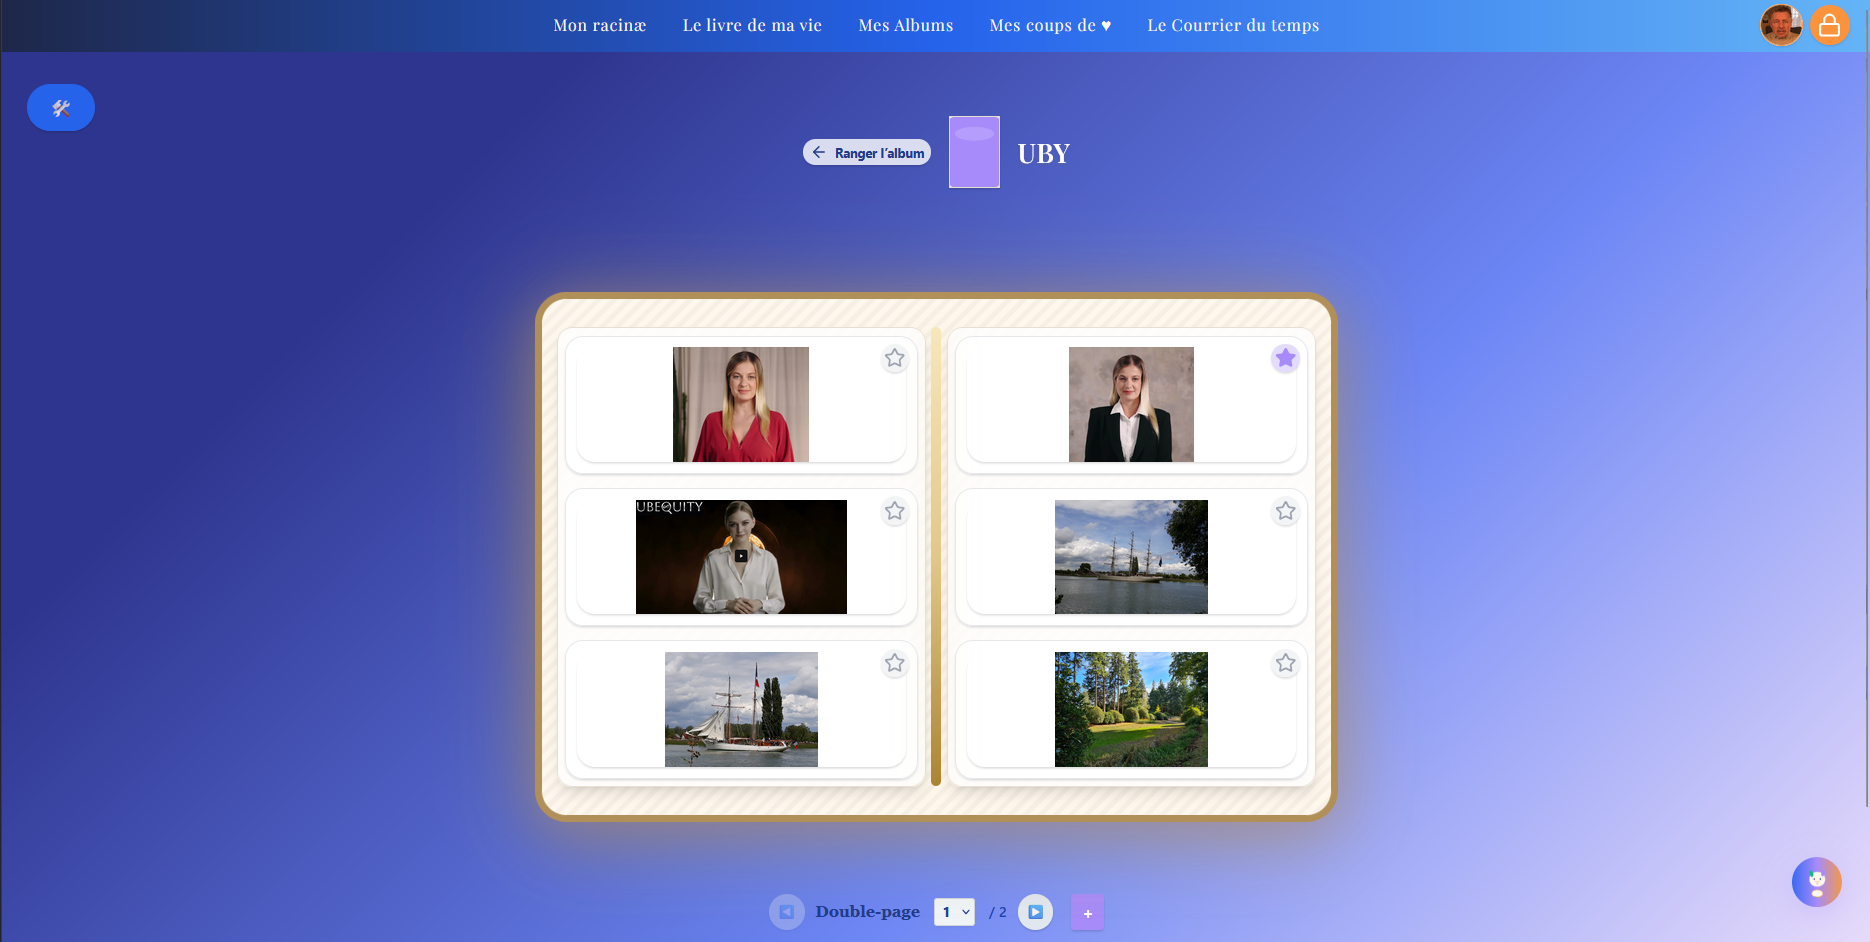 Mon racinæ
Le livre de ma vie
Mes Albums
Mes coups de ♥
Le Courrier du temps
Ranger l'album
UBY
UBEQUITY
Double-page
1
/ 2
+